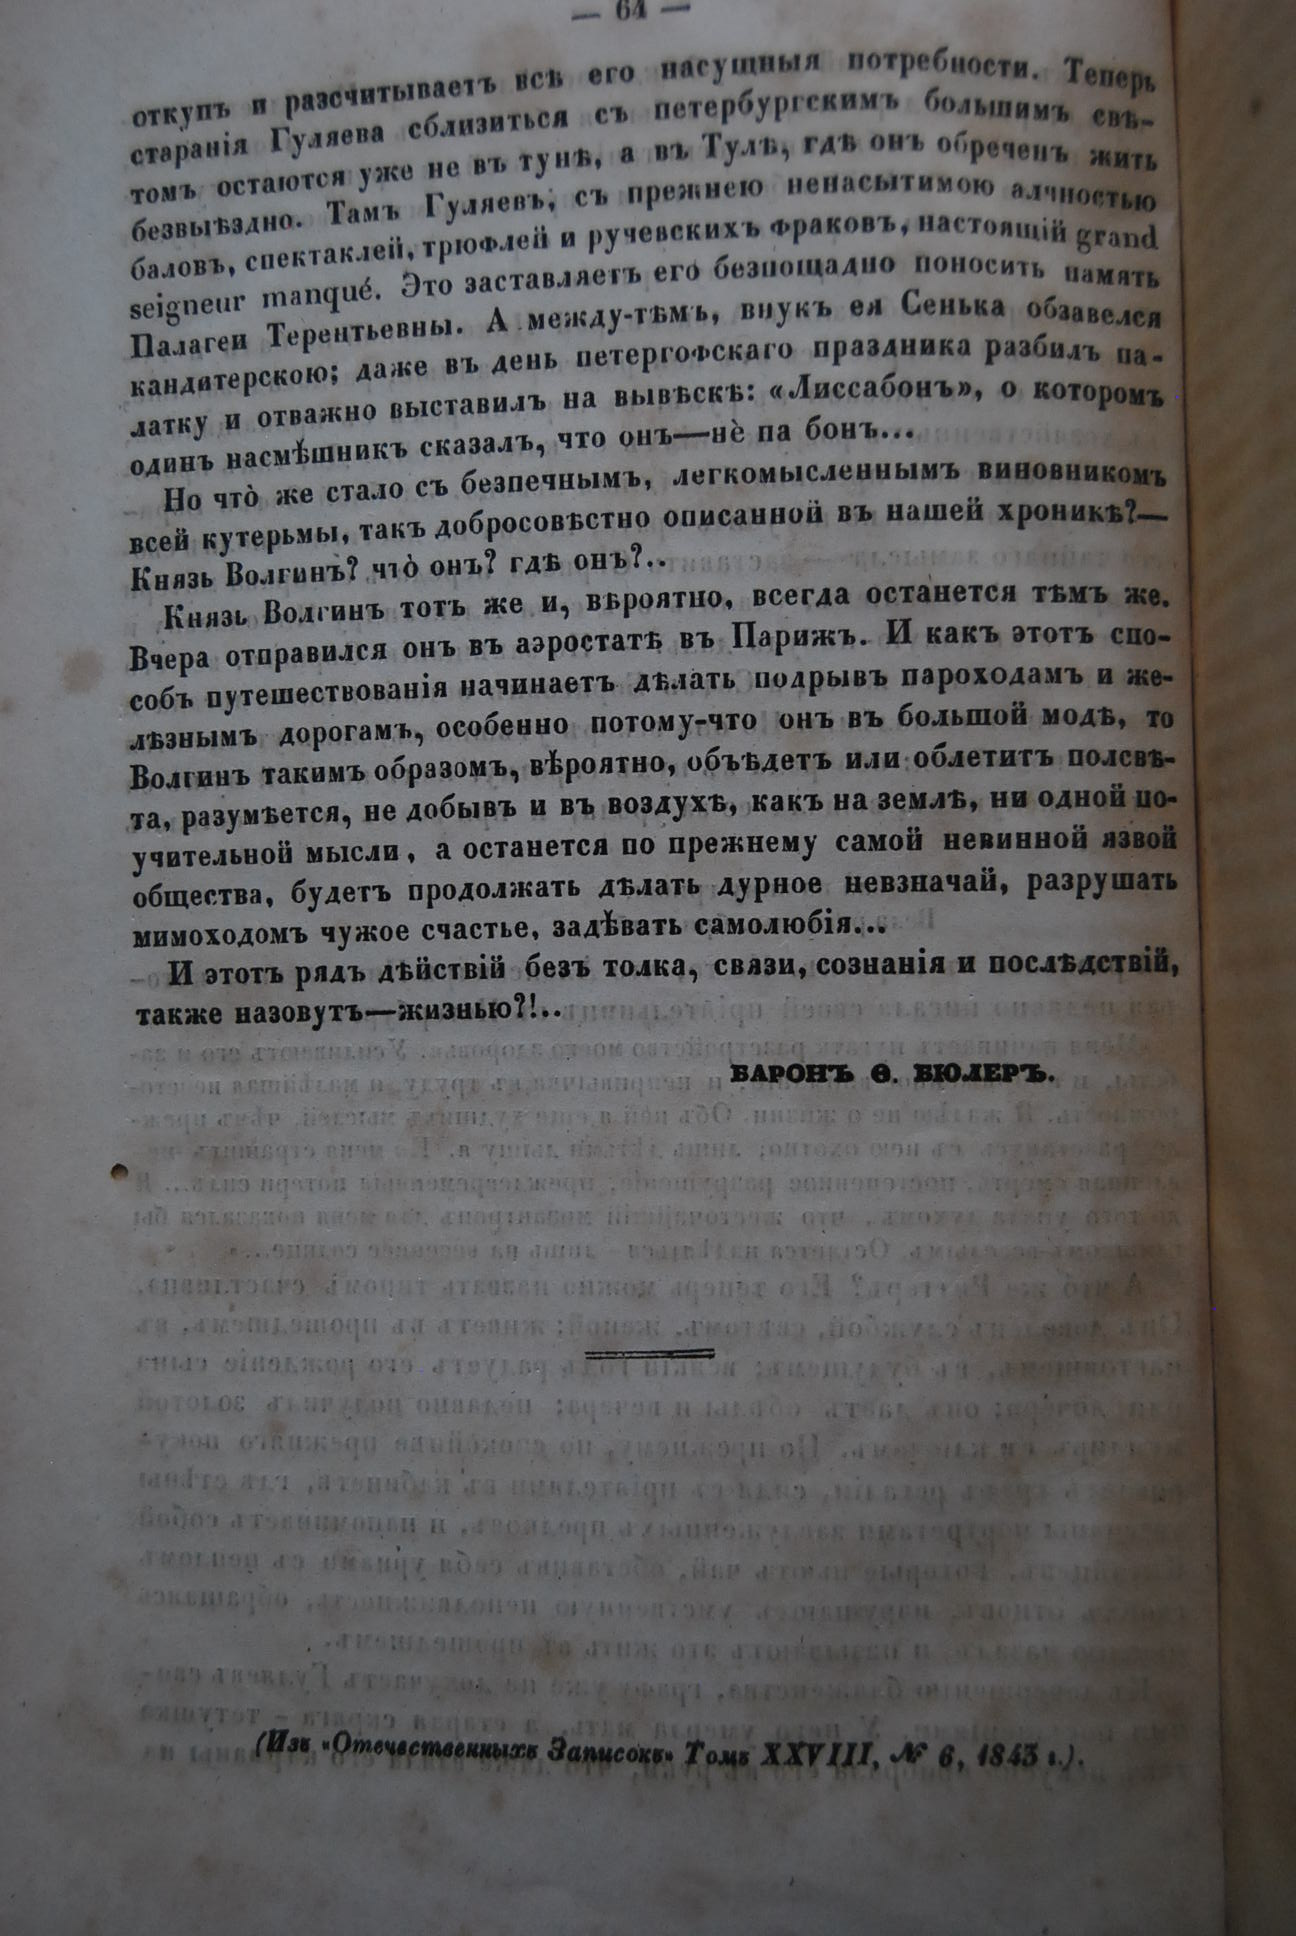 — 64 —
откупъ и разсчитываетъ всѣ его насущныя потребности. Теперь
старанія Гуляева сблизиться съ петербургскимъ большимъ свѣ-
томъ остаются уже не въ тунѣ, а въ Тулѣ, гдѣ онъ обреченъ жить
безвыѣздно. Тамъ Гуляевъ, съ прежнею ненасытимою алчностью
баловъ, спектаклей, трюфлей и ручевскихъ фраковъ, настоящій grand
seigneur manqué. Это заставляетъ его безпощадно поносить память
Палагеи Терентьевны. А между-тѣмъ, внукъ ея Сенька обзавелся
кандитерскою; даже въ день петергофскаго праздника разбилъ па-
латку и отважно выставилъ на вывѣскѣ: «Лиссабонъ», о которомъ
одинъ насмѣшникъ сказалъ, что онъ—нѐ па бонъ...
Но что̀ же стало съ безпечнымъ, легкомысленнымъ виновникомъ
всей кутерьмы, такъ добросовѣстно описанной въ нашей хроникѣ?—
Князь Волгинъ? что̀ онъ? гдѣ онъ?..
Князь Волгинъ тотъ же и, вѣроятно, всегда останется тѣмъ же.
Вчера отправился онъ въ аэростатѣ въ Парижъ. И какъ этотъ спо-
собъ путешествованія начинаетъ дѣлать подрывъ пароходамъ и же-
лѣзнымъ дорогамъ, особенно потому-что онъ въ большой модѣ, то
Волгинъ такимъ образомъ, вѣроятно, объѣдетъ или облетитъ полсвѣ-
та, разумѣется, не добывъ и въ воздухѣ, какъ на землѣ, ни одной по-
учительной мысли, а останется по прежнему самой невинной язвой
общества, будетъ продолжать дѣлать дурное невзначай, разрушать
мимоходомъ чужое счастье, задѣвать самолюбія...
И этотъ рядъ дѣйствій безъ толка, связи, сознанія и послѣдствій,
также назовутъ—жизнью?!..
БАРОНЪ Ѳ. БЮЛЕРЪ.
(Изъ «Отечественныхъ Записокъ» Томъ XXVIII, № 6, 1843 г.).